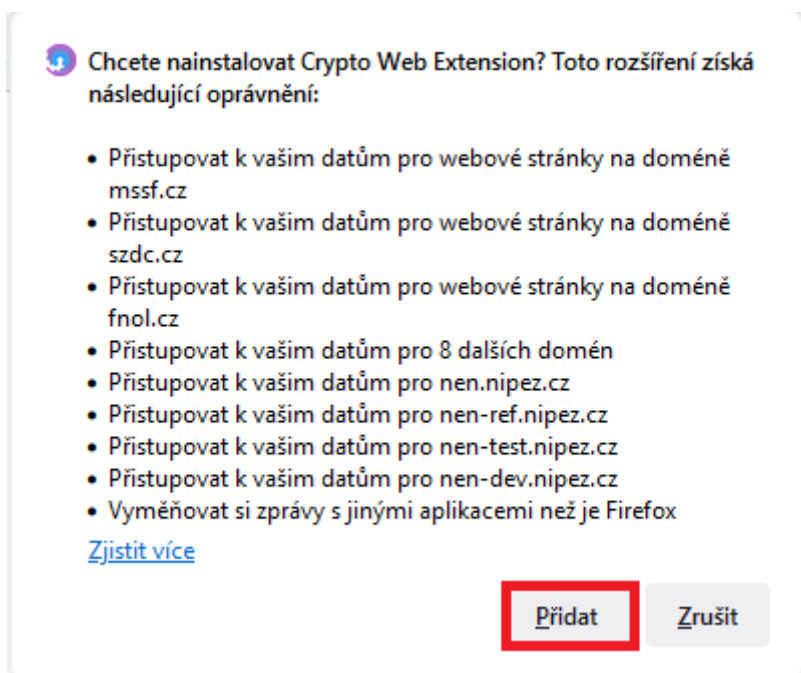 Chcete nainstalovat Crypto Web Extension? Toto rozšíření získá
následující oprávnění:
• Přistupovat k vašim datům pro webové stránky na doméně
mssf.cz
• Přistupovat k vašim datům pro webové stránky na doméně
szdc.cz
• Přistupovat k vašim datům pro webové stránky na doméně
fnol.cz
• Přistupovat k vašim datům pro 8 dalších domén
• Přistupovat k vašim datům pro nen.nipez.cz
• Přistupovat k vašim datům pro nen-ref.nipez.cz
• Přistupovat k vašim datům pro nen-test.nipez.cz
• Přistupovat k vašim datům pro nen-dev.nipez.cz
• Vyměňovat si zprávy s jinými aplikacemi než je Firefox
Zjistit více
Přidat
Zrušit